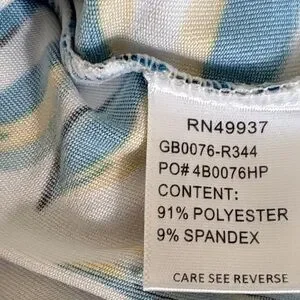 RN49937
GB0076-R344
PO# 4B0076HP
CONTENT:
91% POLYESTER
9% SPANDEX
CARE SEE REVERSE